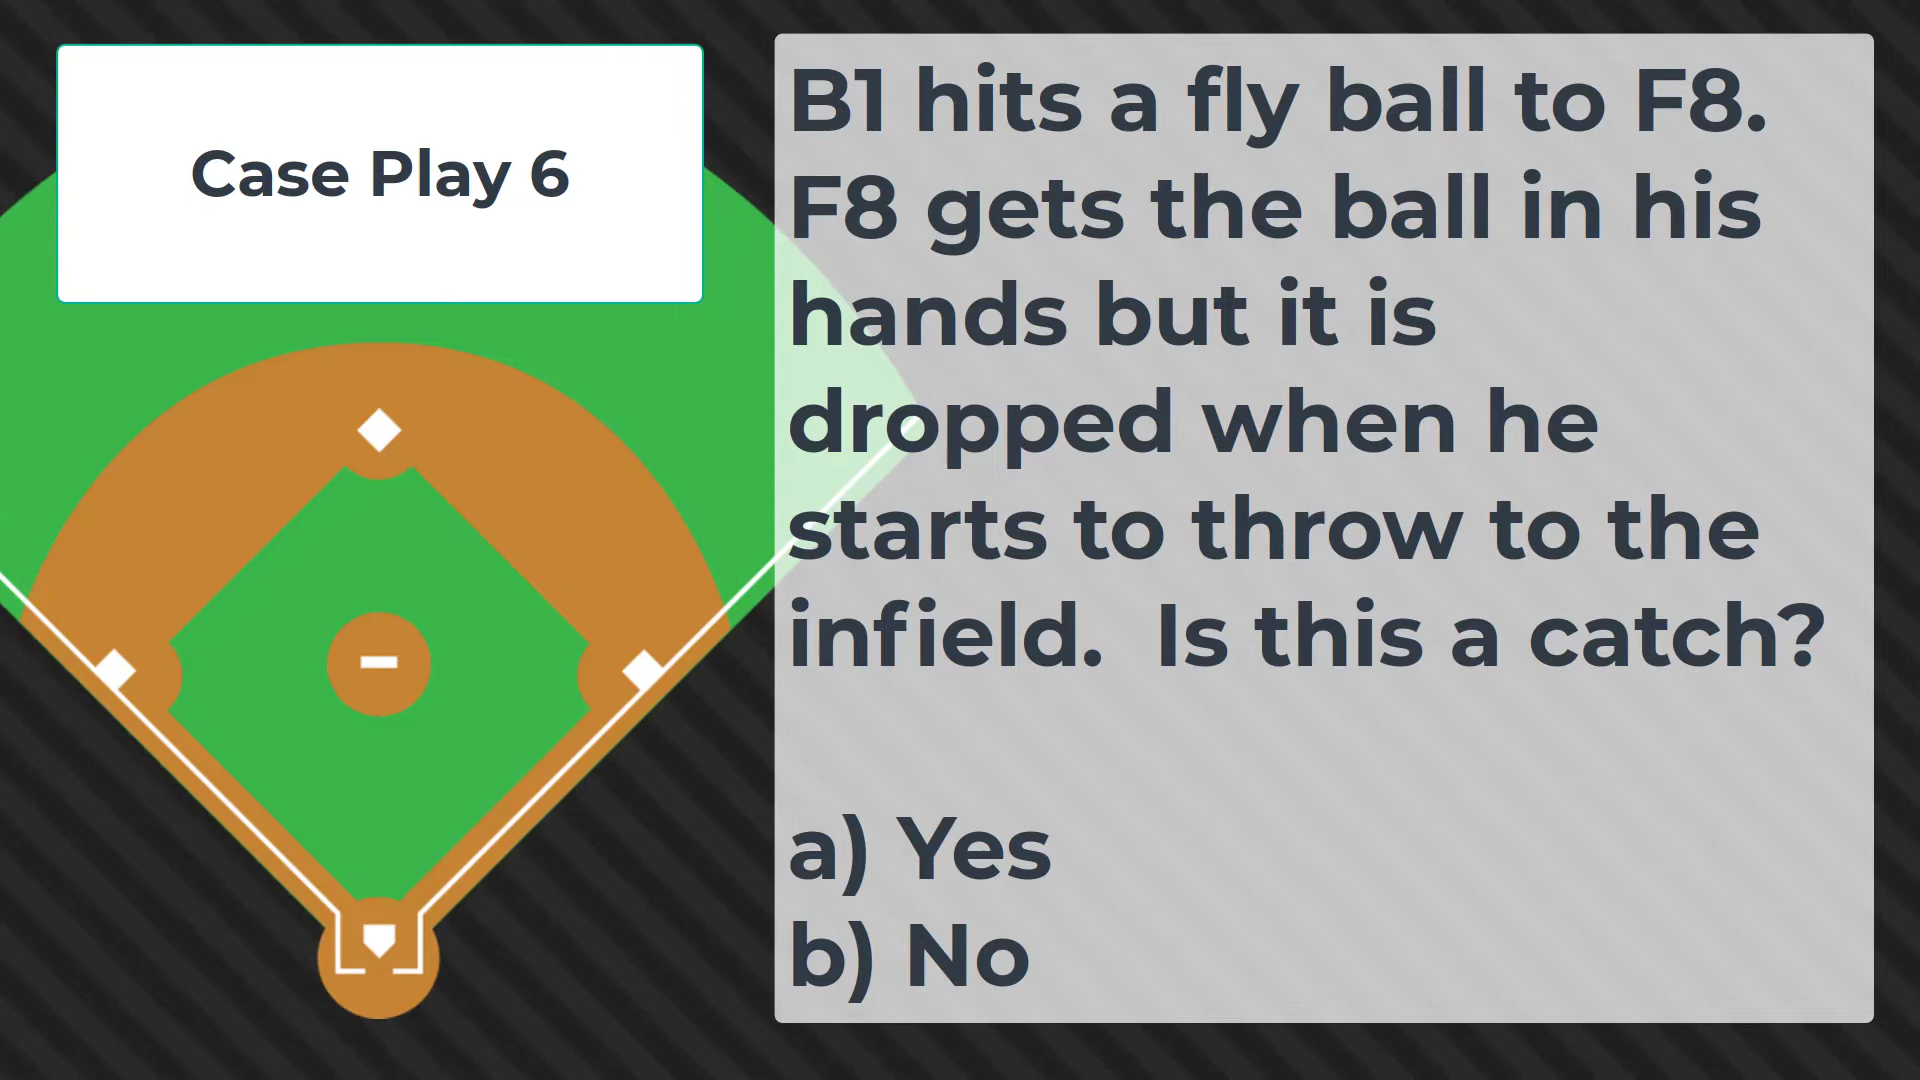 Case Play 6
B1 hits a fly ball to F8.
F8 gets the ball in his
hands but it is
dropped when he
starts to throw to the
infield.  Is this a catch?
a) Yes
b) No